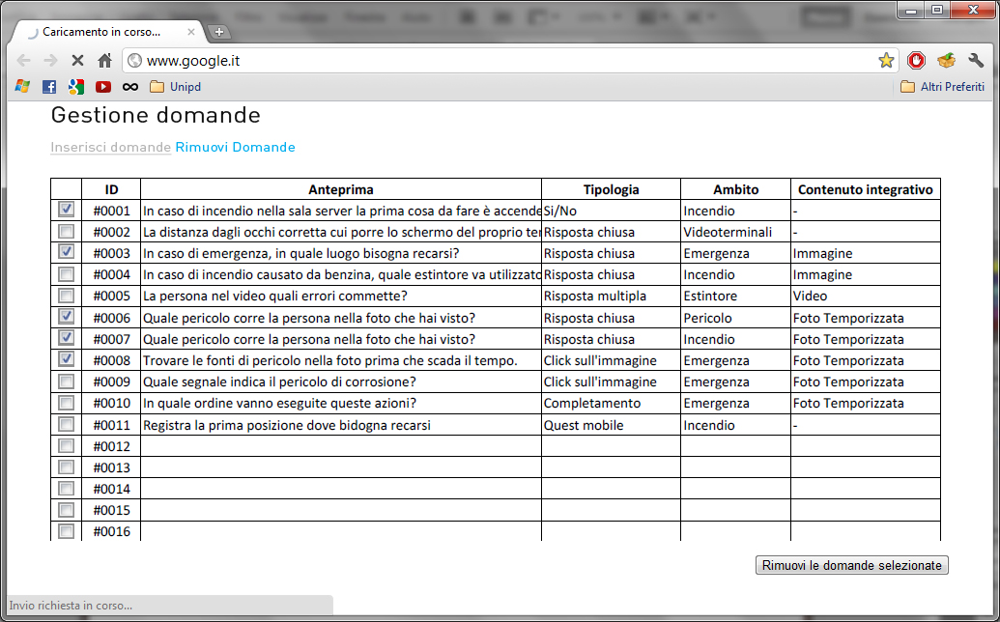 Caricamento in corso...
www.google.it
Unipd
Altri Preferiti
Gestione domande
Inserisci domande Rimuovi Domande
ID Anteprima Tipologia Ambito Contenuto integrativo
#0001 In caso di incendio nella sala server la prima cosa da fare è accende Si/No Incendio -
#0002 La distanza dagli occhi corretta cui porre lo schermo del proprio ter Risposta chiusa Videoterminali -
#0003 In caso di emergenza, in quale luogo bisogna recarsi? Risposta chiusa Emergenza Immagine
#0004 In caso di incendio causato da benzina, quale estintore va utilizzato Risposta chiusa Incendio Immagine
#0005 La persona nel video quali errori commette? Risposta multipla Estintore Video
#0006 Quale pericolo corre la persona nella foto che hai visto? Risposta chiusa Pericolo Foto Temporizzata
#0007 Quale pericolo corre la persona nella foto che hai visto? Risposta chiusa Incendio Foto Temporizzata
#0008 Trovare le fonti di pericolo nella foto prima che scada il tempo. Click sull'immagine Emergenza Foto Temporizzata
#0009 Quale segnale indica il pericolo di corrosione? Click sull'immagine Emergenza Foto Temporizzata
#0010 In quale ordine vanno eseguite queste azioni? Completamento Emergenza Foto Temporizzata
#0011 Registra la prima posizione dove bidogna recarsi Quest mobile Incendio -
#0012
#0013
#0014
#0015
#0016
Rimuovi le domande selezionate
Invio richiesta in corso...